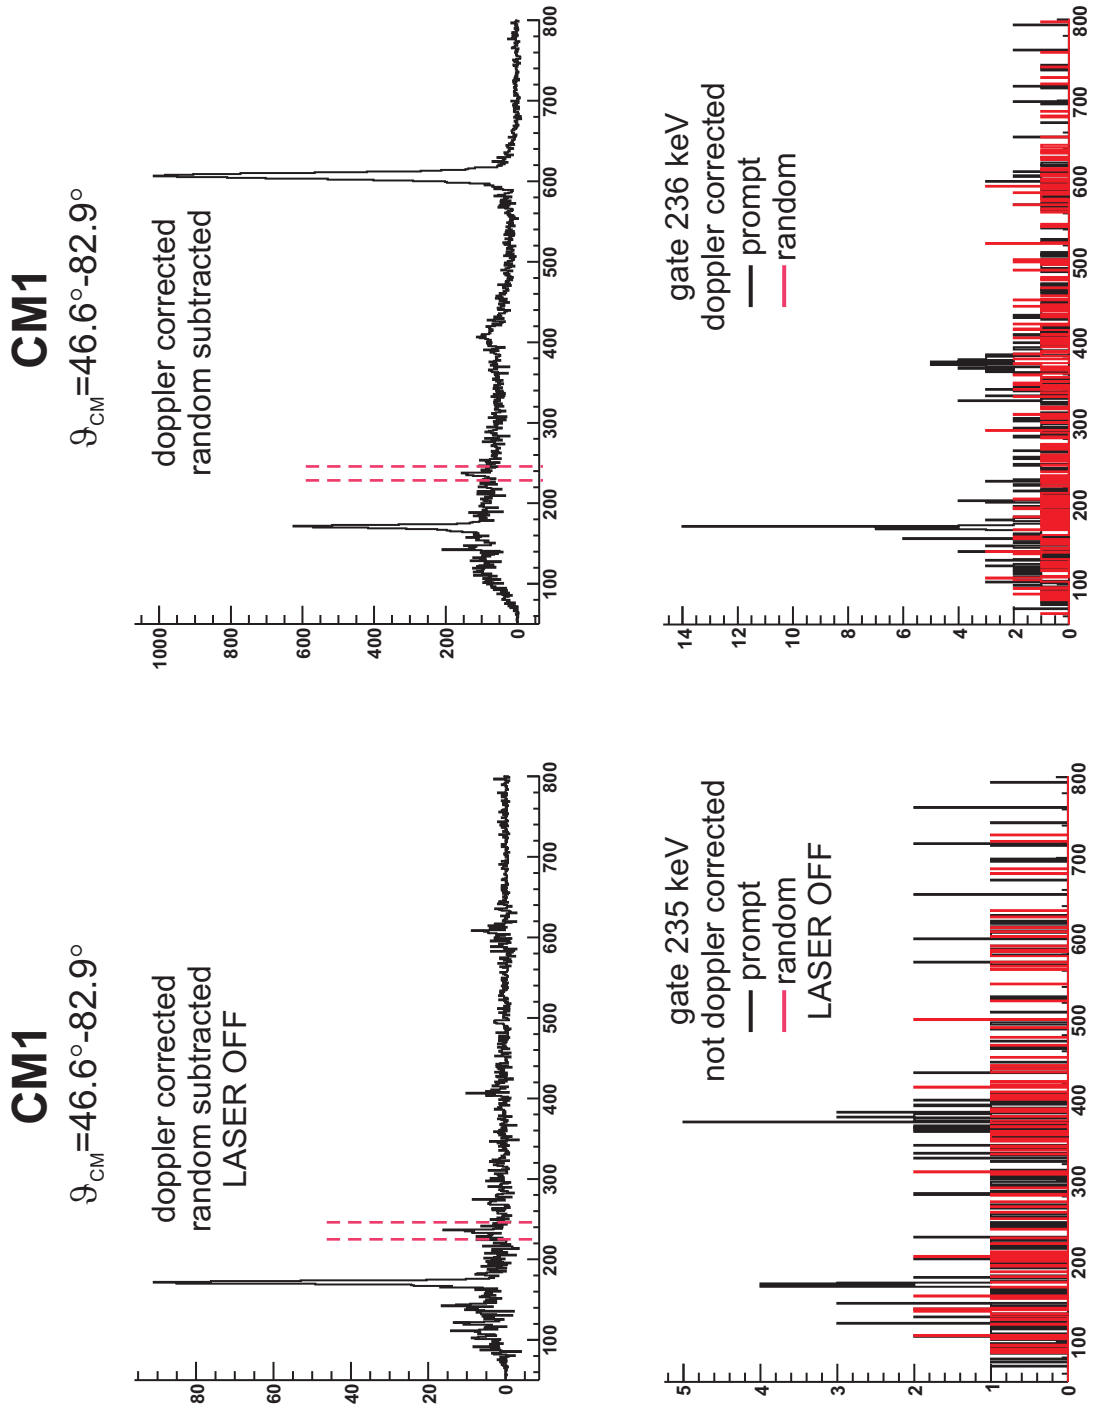 CM1
ϑCM=46.6°-82.9°
doppler corrected
random subtracted
LASER OFF
80
60
40
20
0
100 200 300 400 500 600 700 800
CM1
ϑCM=46.6°-82.9°
doppler corrected
random subtracted
1000
800
600
400
200
0
100 200 300 400 500 600 700 800
gate 235 keV
not doppler corrected
prompt
random
LASER OFF
5
4
3
2
1
0
100 200 300 400 500 600 700 800
gate 236 keV
doppler corrected
prompt
random
14
12
10
8
6
4
2
0
100 200 300 400 500 600 700 800